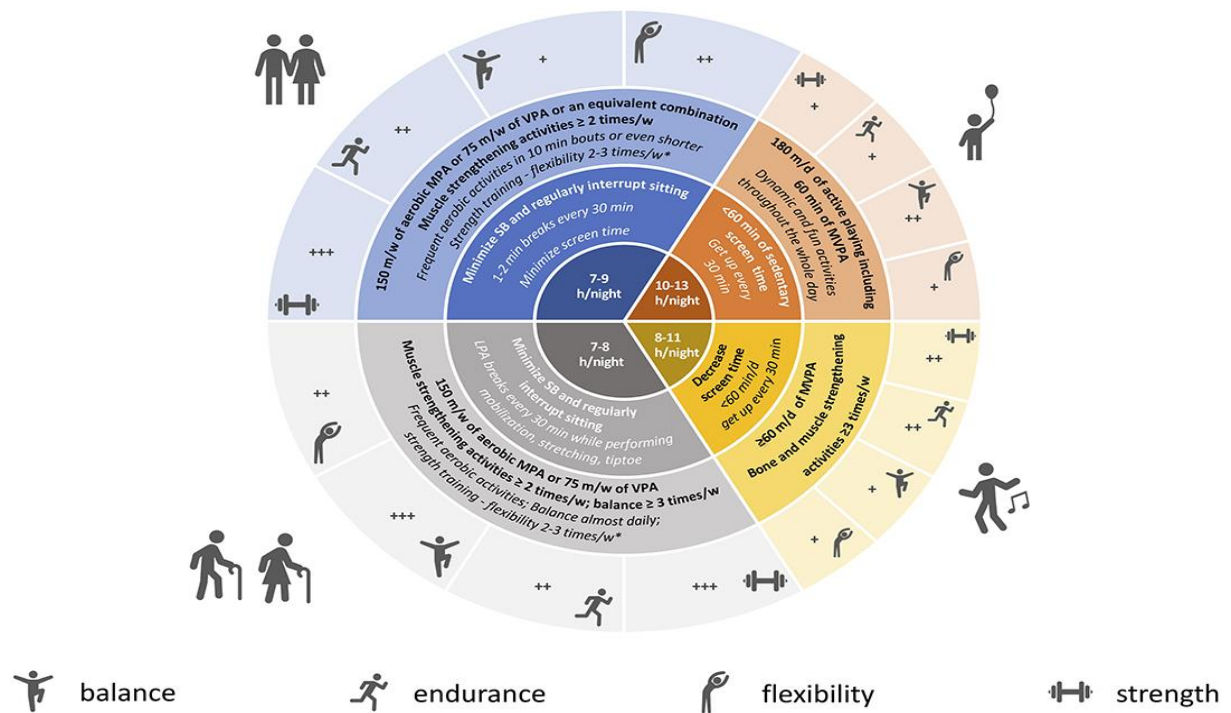 +
++
++
+++
150 m/w of aerobic MPA or 75 m/w of VPA or an equivalent combination
Muscle strengthening activities ≥ 2 times/w
Frequent aerobic activities in 10 min bouts or even shorter
Strength training - flexibility 2-3 times/w*
Minimize SB and regularly interrupt sitting
1-2 min breaks every 30 min
Minimize screen time
7-9
h/night
+
+
++
+
180 m/d of active playing including
60 min of MVPA
Dynamic and fun activities
throughout the whole day
<60 min of sedentary
screen time
Get up every
30 min
10-13
h/night
8-11
h/night
Decrease
screen time
<60 min/d
get up every 30 min
≥60 m/d of MVPA
Bone and muscle strengthening
activities ≥3 times/w
++
++
+
+
7-8
h/night
Minimize SB and regularly
interrupt sitting
LPA breaks every 30 min while performing
mobilization, stretching, tiptoe
150 m/w of aerobic MPA or 75 m/w of VPA
Muscle strengthening activities ≥ 2 times/w; balance ≥ 3 times/w
Frequent aerobic activities; Balance almost daily;
strength training - flexibility 2-3 times/w*
++
+++
++
+++
balance
endurance
flexibility
strength